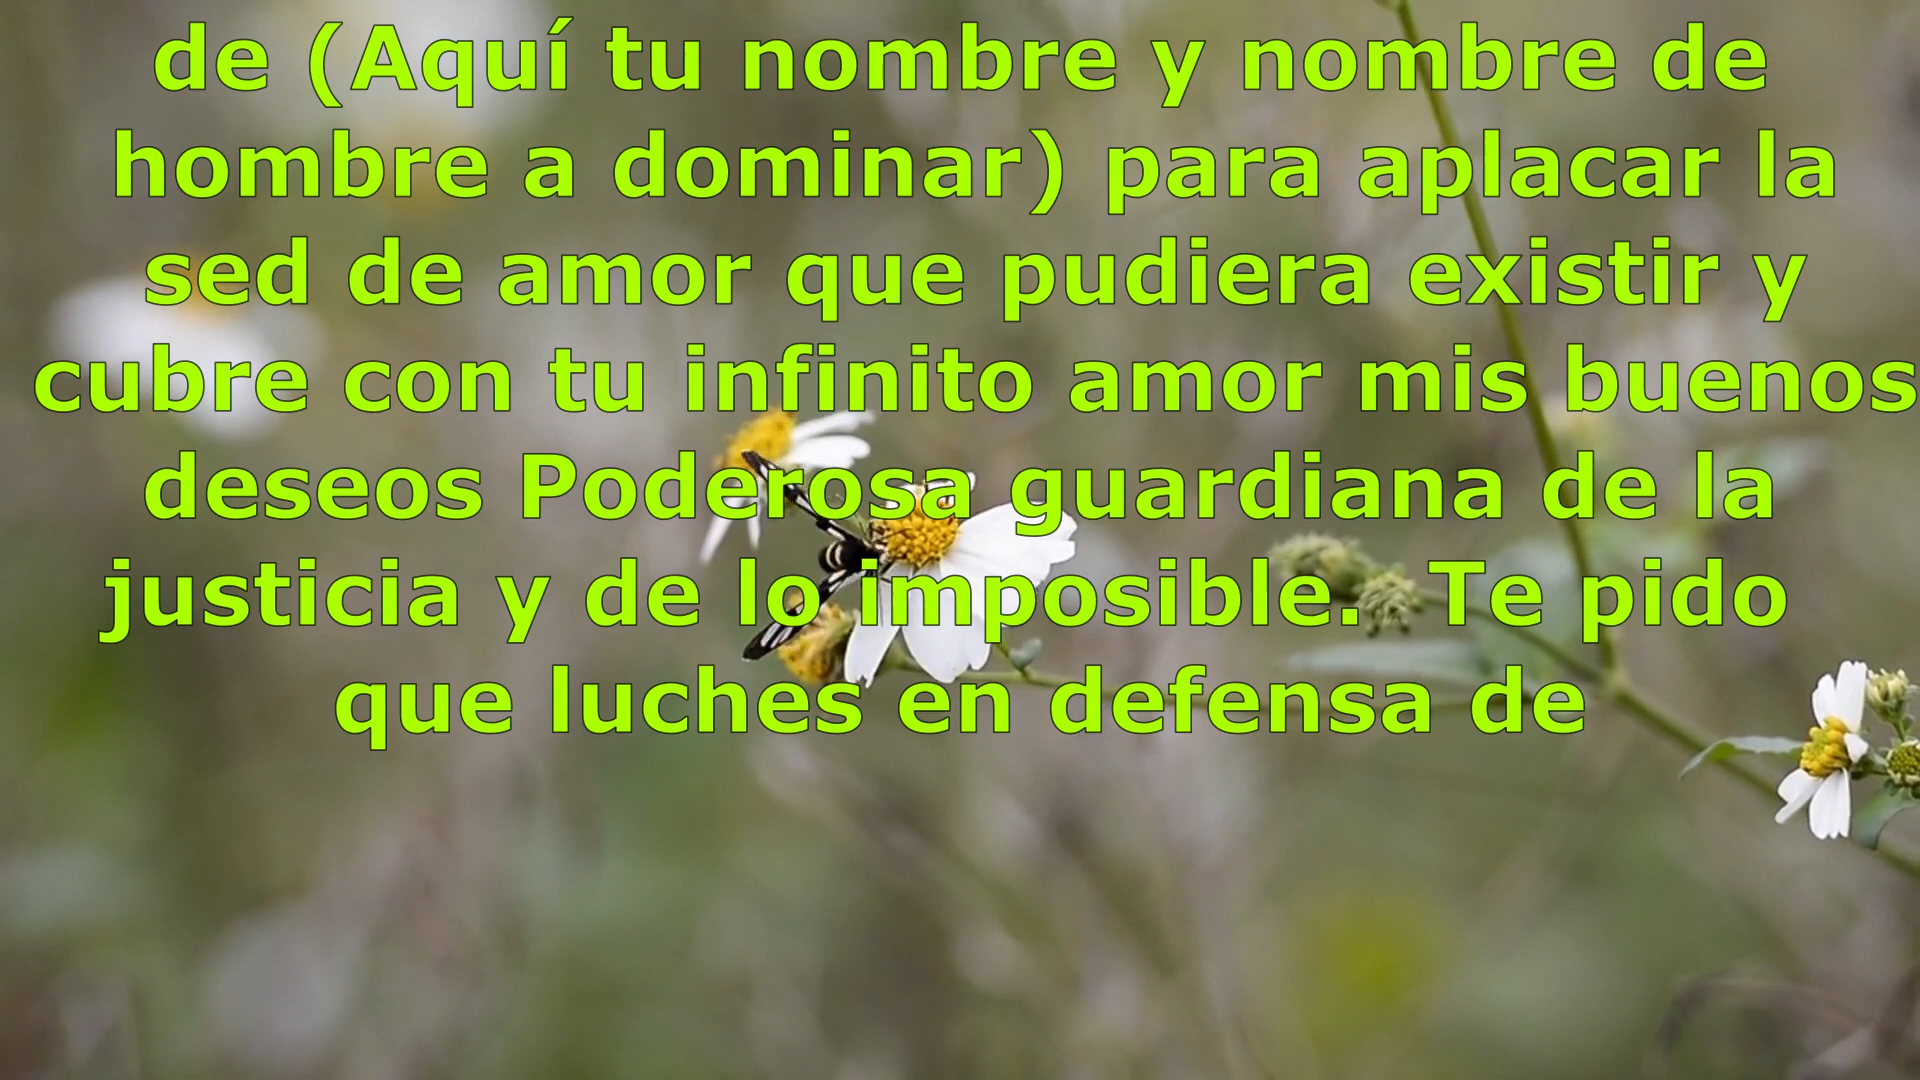 de (Aquí tu nombre y nombre de
hombre a dominar) para aplacar la
sed de amor que pudiera existir y
cubre con tu infinito amor mis buenos
deseos Poderosa guardiana de la
justicia y de lo imposible. Te pido
que luches en defensa de